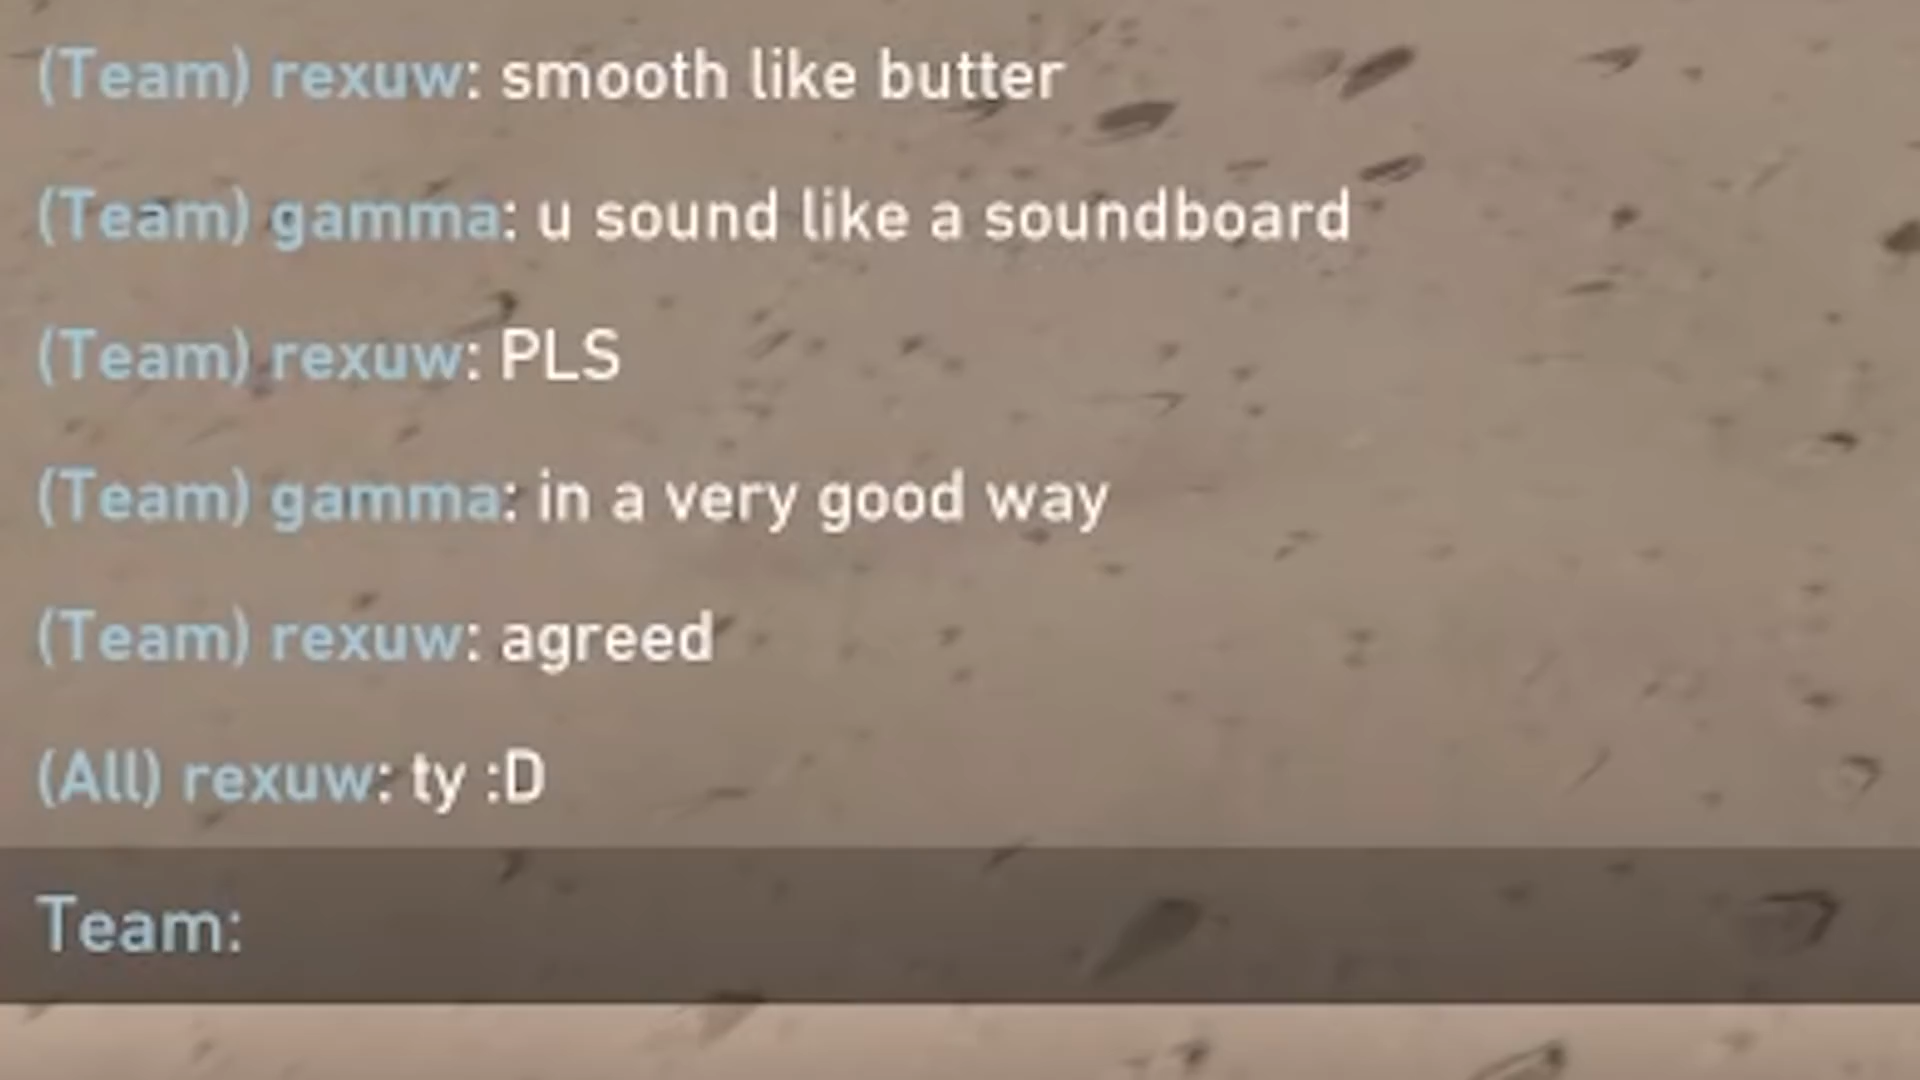 (Team) rexuw: smooth like butter
(Team) gamma: u sound like a soundboard
(Team) rexuw: PLS
(Team) gamma: in a very good way
(Team) rexuw: agreed
(All) rexuw: ty :D
Team: